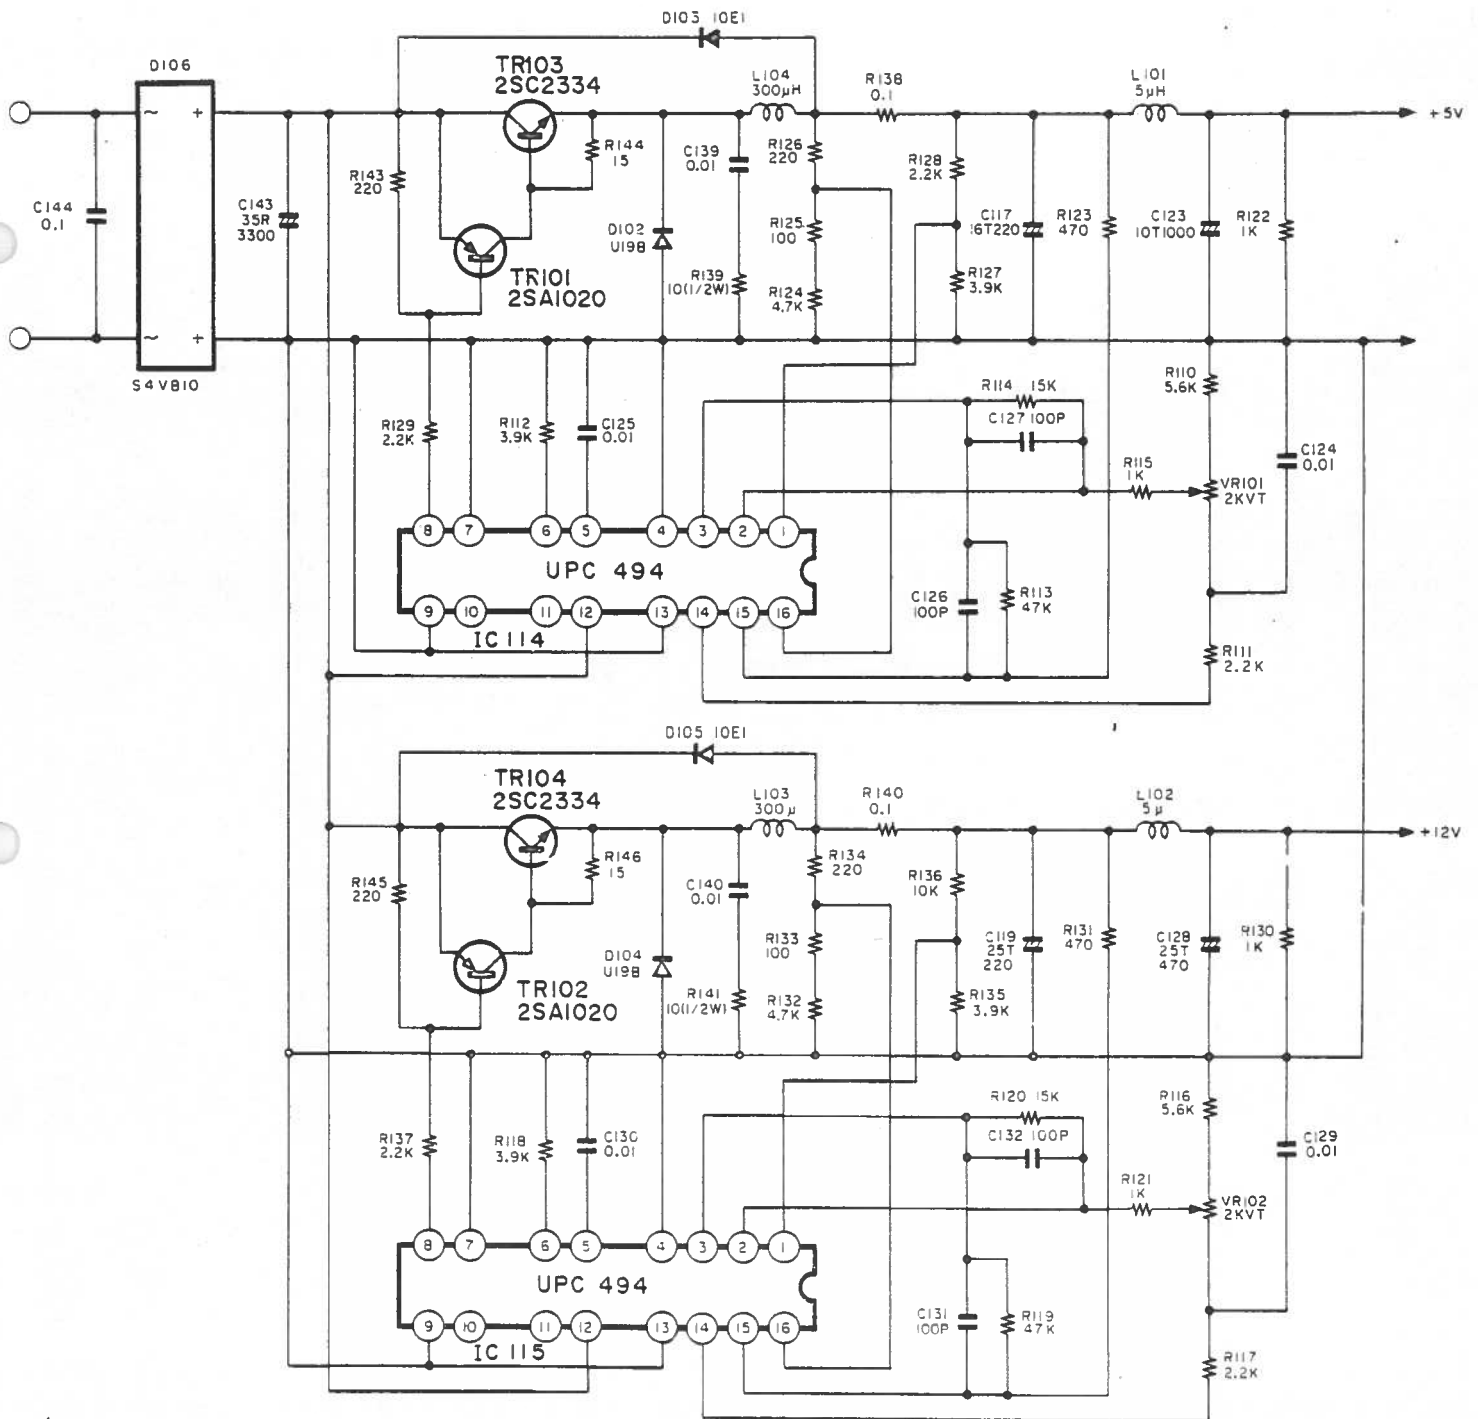 D103 10E1
D106
TR103
2SC2334
L104
300µH
R138
0.1
L101
5µH
+5V
~
+
R144
15
C139
0.01
R126
220
R128
2.2K
R143
220
C144
0.1
C143
35R
3300
D102
U19B
R125
100
C117
16T220
R123
470
C123
10T1000
R122
1K
TR101
2SA1020
R139
10(1/2W)
R124
4.7K
R127
3.9K
~
+
S4VB10
R110
5.6K
R114 15K
C127 100P
R129
2.2K
R112
3.9K
C125
0.01
C124
0.01
R115
1K
VR101
2KVT
8 7 6 5 4 3 2 1
UPC 494
C126
100P
R113
47K
9 10 11 12 13 14 15 16
IC114
R111
2.2K
D105 10E1
TR104
2SC2334
L103
300µ
R140
0.1
L102
5µ
+12V
R146
15
R134
220
R145
220
C140
0.01
R136
10K
R133
100
C119
25T
220
R131
470
C128
25T
470
R130
1K
D104
U19B
TR102
2SA1020
R141
10(1/2W)
R132
4.7K
R135
3.9K
R120 15K
R116
5.6K
C132 100P
R137
2.2K
R118
3.9K
C130
0.01
C129
0.01
R121
1K
VR102
2KVT
8 7 6 5 4 3 2 1
UPC 494
C131
100P
R119
47K
9 10 11 12 13 14 15 16
IC115
R117
2.2K